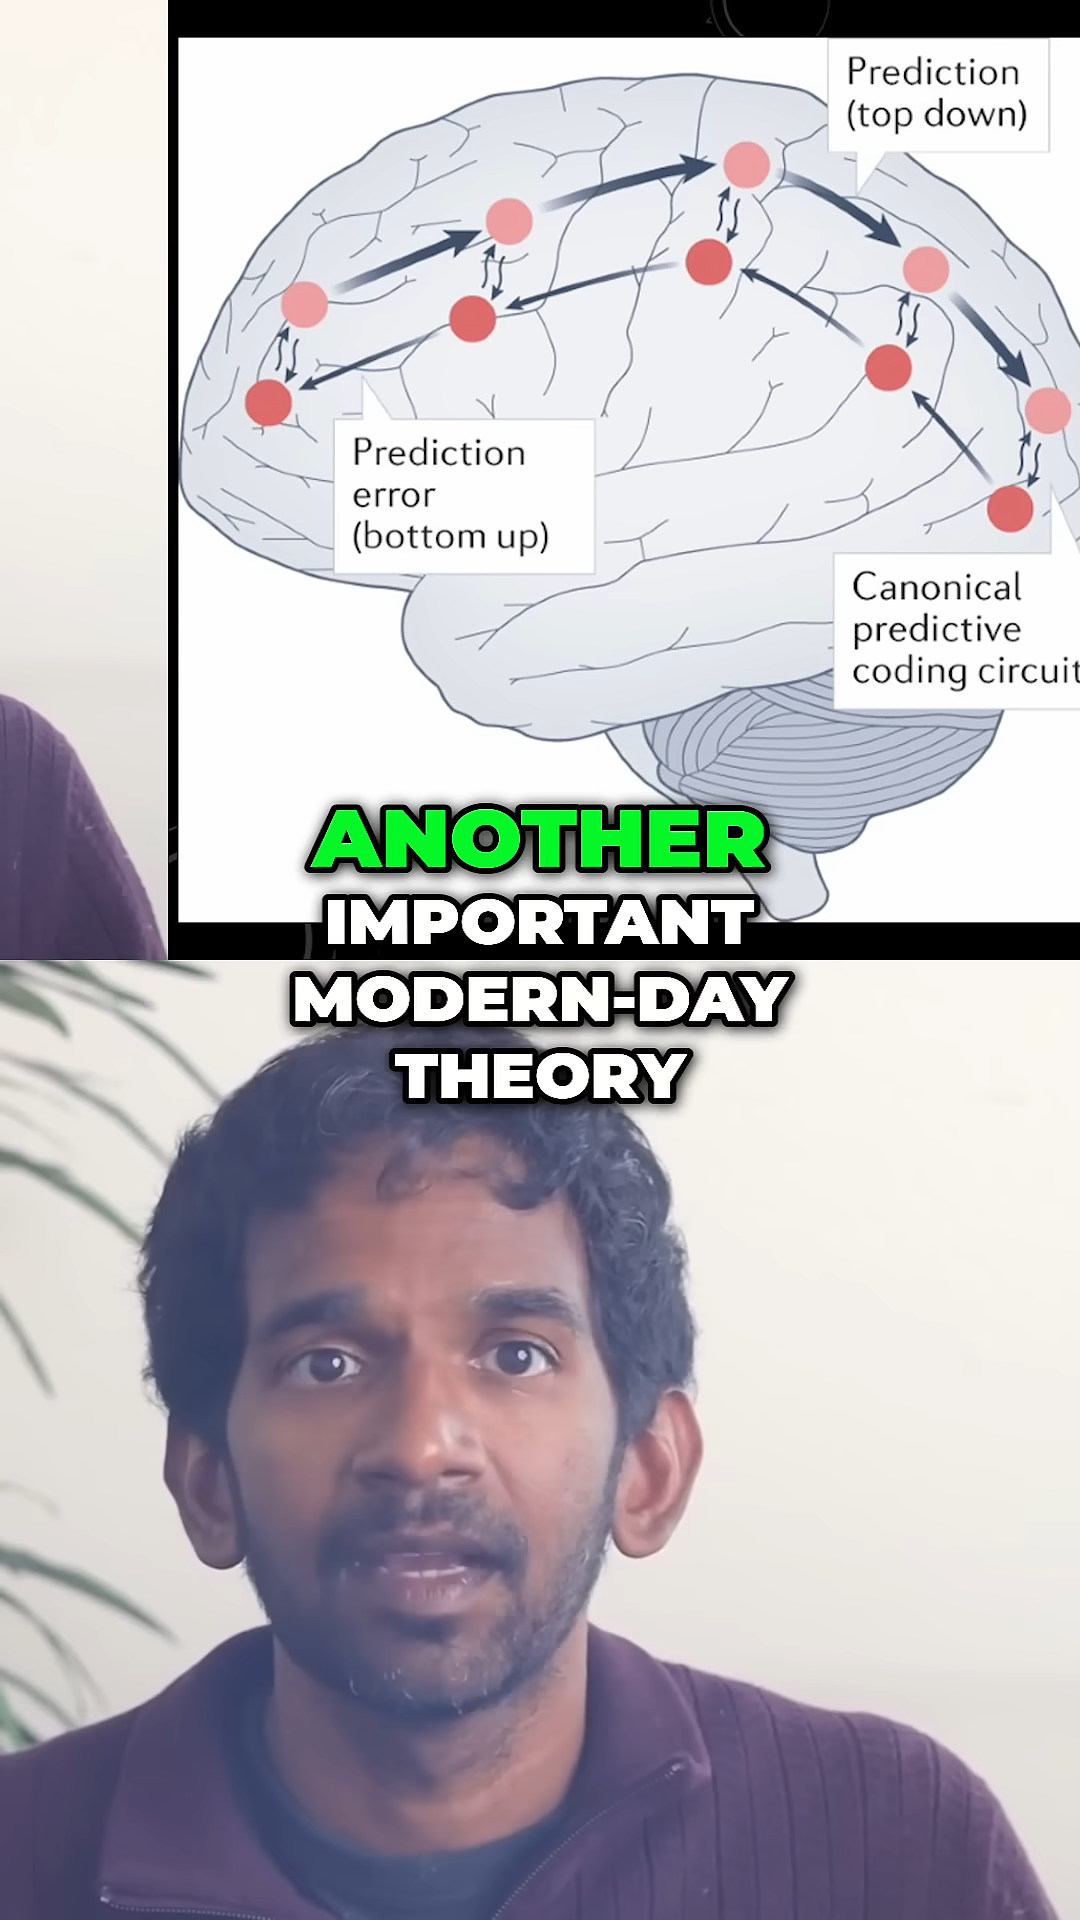 Prediction
(top down)
Prediction
error
(bottom up)
Canonical
predictive
coding circuit
ANOTHER
IMPORTANT
MODERN-DAY
THEORY